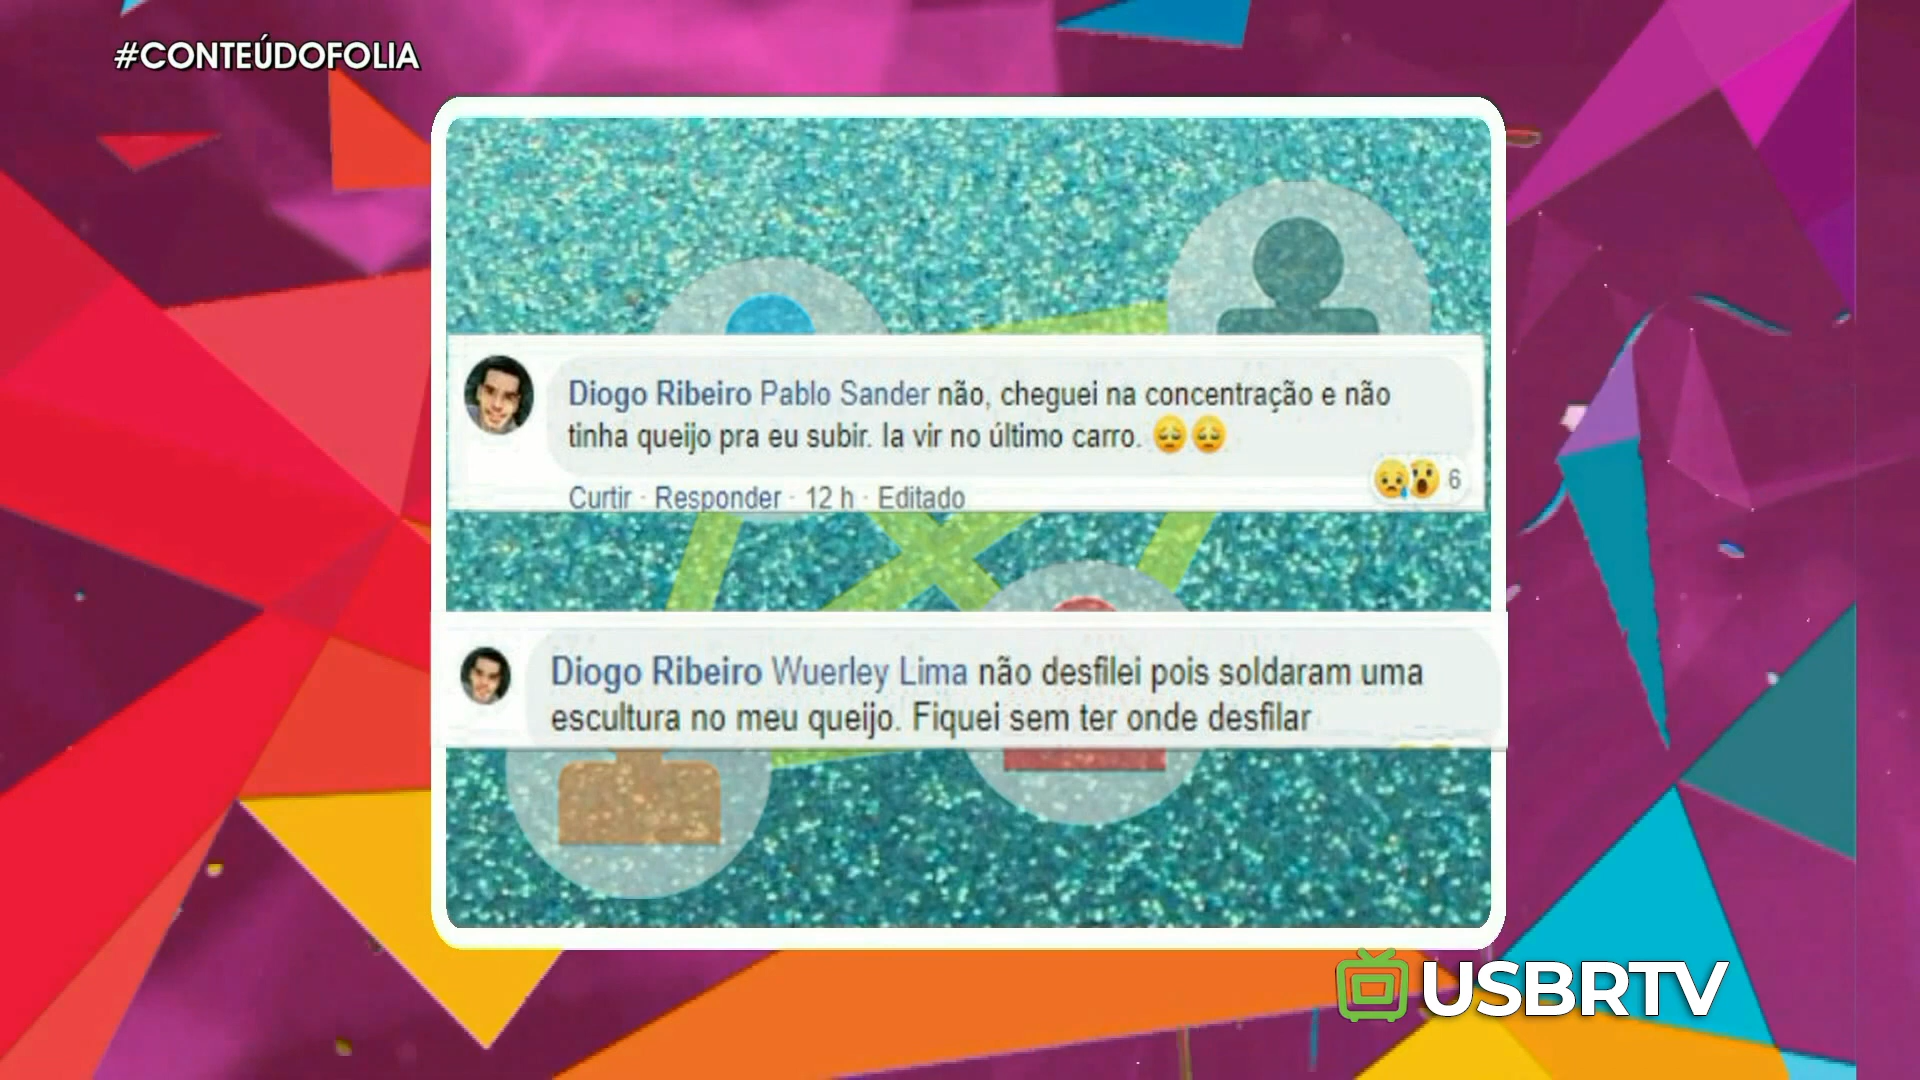 #CONTEÚDOFOLIA
Diogo Ribeiro Pablo Sander não, cheguei na concentração e não
tinha queijo pra eu subir. Ia vir no último carro. 😔😔
6
Curtir · Responder · 12 h · Editado
Diogo Ribeiro Wuerley Lima não desfilei pois soldaram uma
escultura no meu queijo. Fiquei sem ter onde desfilar
USBRTV